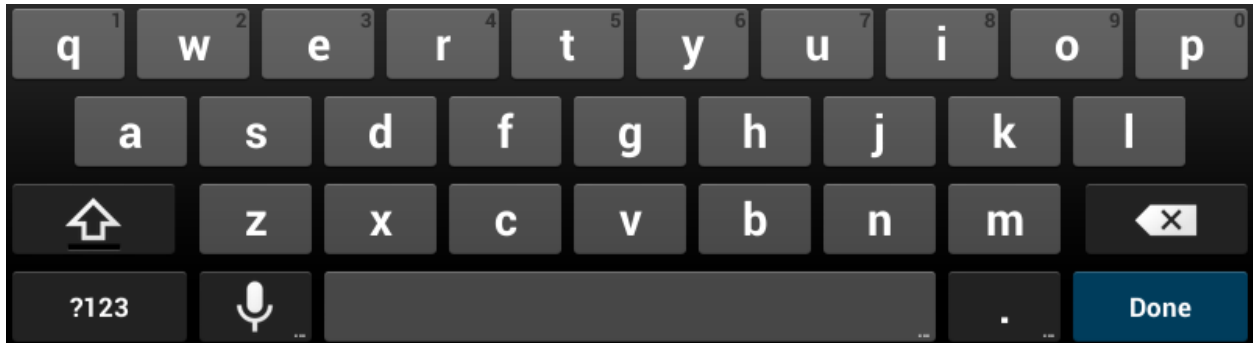 q 1 w 2 e 3 r 4 t 5 y 6 u 7 i 8 o 9 p 0
a s d f g h j k l
z x c v b n m
?123 ... ... . ... Done